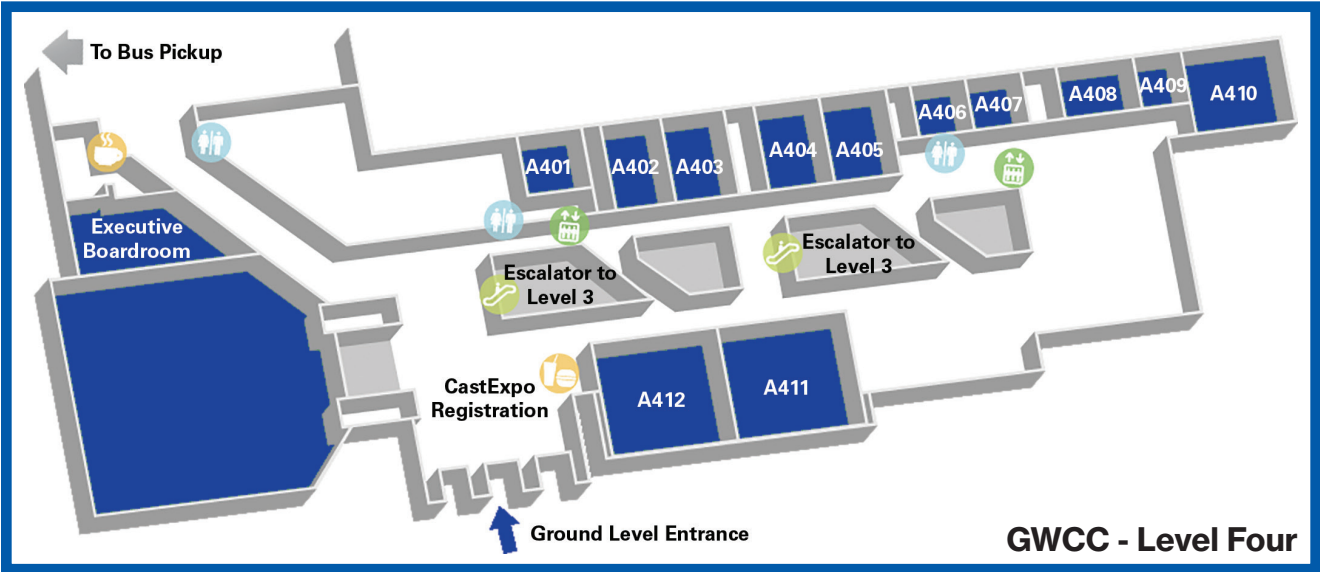 To Bus Pickup
A401
A402
A403
A404
A405
A406
A407
A408
A409
A410
Executive
Boardroom
Escalator to
Level 3
Escalator to
Level 3
CastExpo
Registration
A412
A411
Ground Level Entrance
GWCC - Level Four